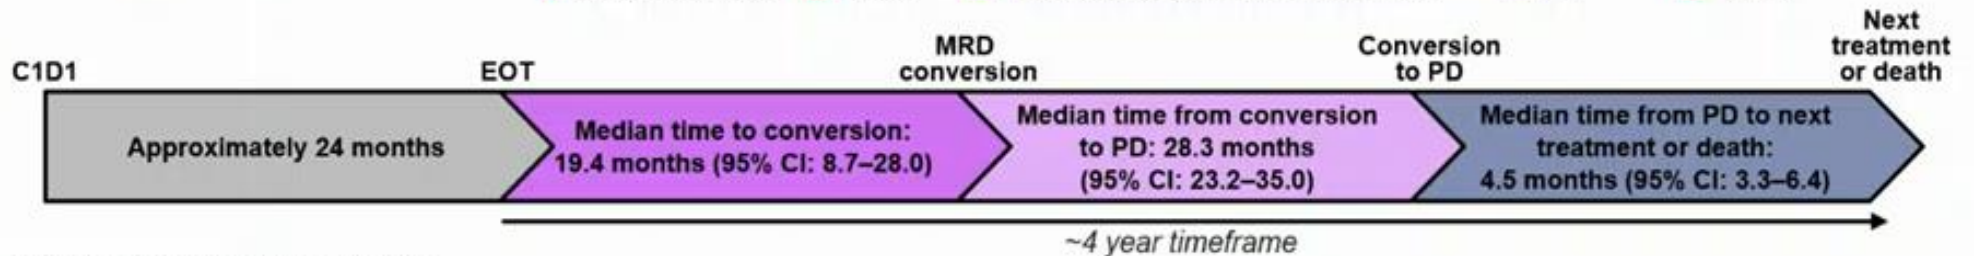 C1D1
EOT
MRD
conversion
Conversion
to PD
Next
treatment
or death
Approximately 24 months
Median time to conversion:
19.4 months (95% CI: 8.7–28.0)
Median time from conversion
to PD: 28.3 months
(95% CI: 23.2–35.0)
Median time from PD to next
treatment or death:
4.5 months (95% CI: 3.3–6.4)
~4 year timeframe